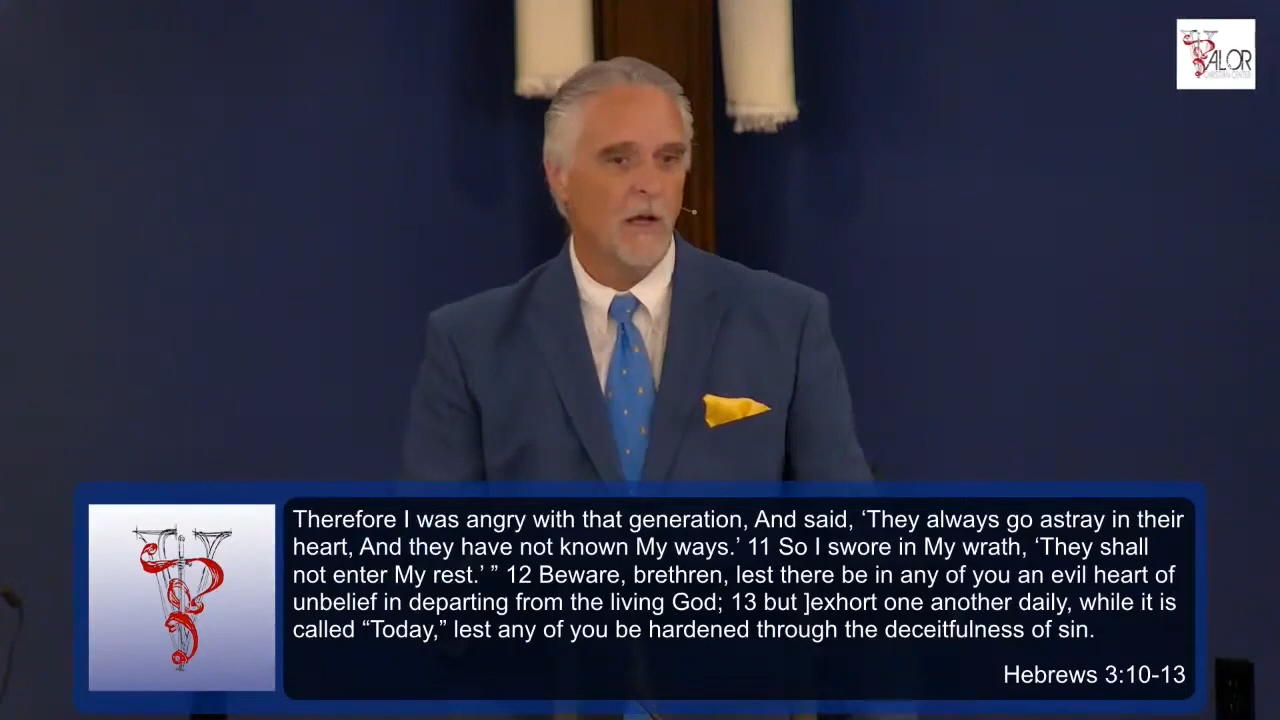 VALOR
CHRISTIAN CENTER
Therefore I was angry with that generation, And said, ‘They always go astray in their
heart, And they have not known My ways.’ 11 So I swore in My wrath, ‘They shall
not enter My rest.’ ” 12 Beware, brethren, lest there be in any of you an evil heart of
unbelief in departing from the living God; 13 but ]exhort one another daily, while it is
called “Today,” lest any of you be hardened through the deceitfulness of sin.
Hebrews 3:10-13